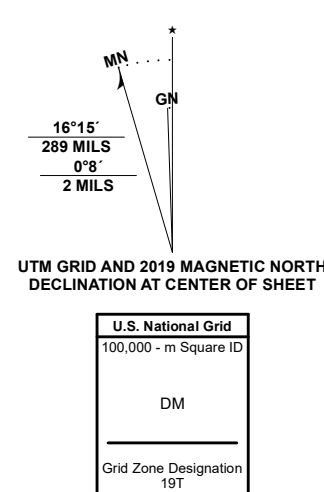 ★
MN
GN
16°15´
289 MILS
0°8´
2 MILS
UTM GRID AND 2019 MAGNETIC NORTH
DECLINATION AT CENTER OF SHEET
U.S. National Grid
100,000 - m Square ID
DM
Grid Zone Designation
19T